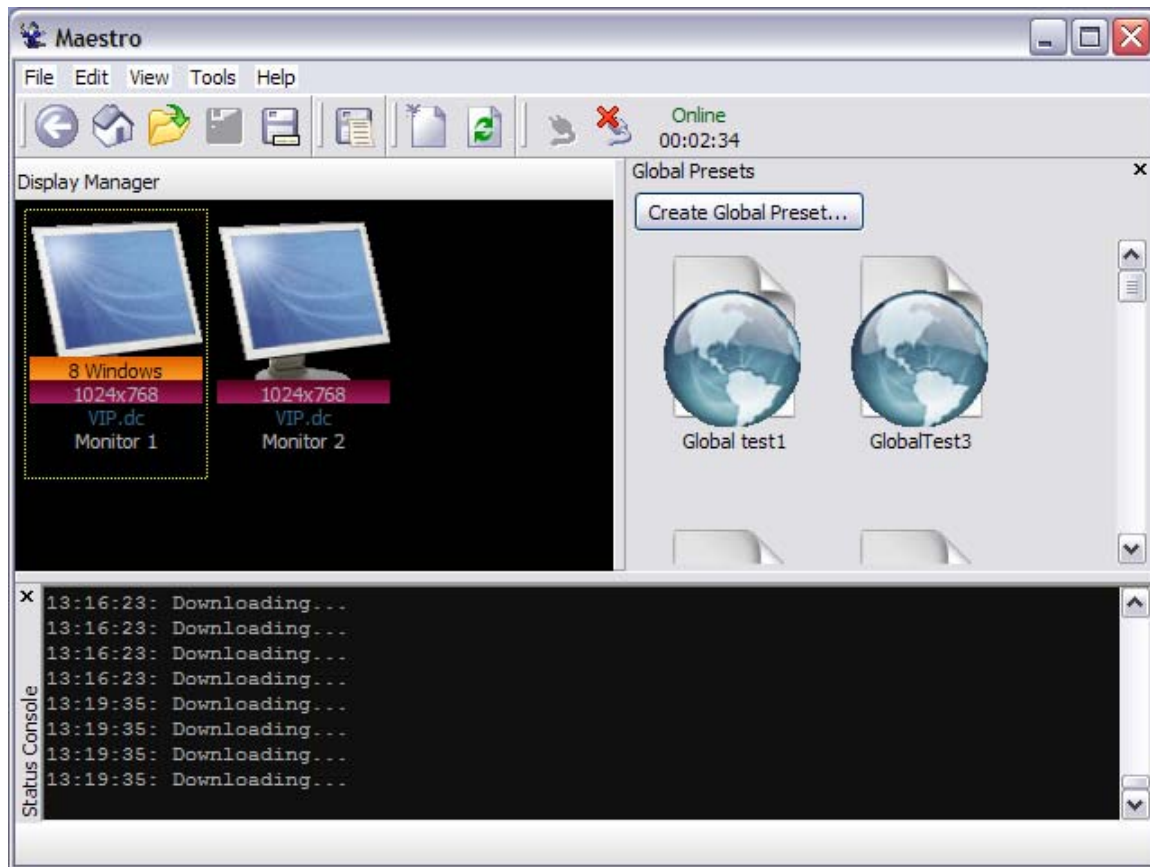 Maestro
File Edit View Tools Help
Online
00:02:34
Display Manager
8 Windows
1024x768
VIP.dc
Monitor 1
1024x768
VIP.dc
Monitor 2
Global Presets
Create Global Preset...
Global test1
GlobalTest3
Status Console
13:16:23: Downloading...
13:16:23: Downloading...
13:16:23: Downloading...
13:16:23: Downloading...
13:19:35: Downloading...
13:19:35: Downloading...
13:19:35: Downloading...
13:19:35: Downloading...